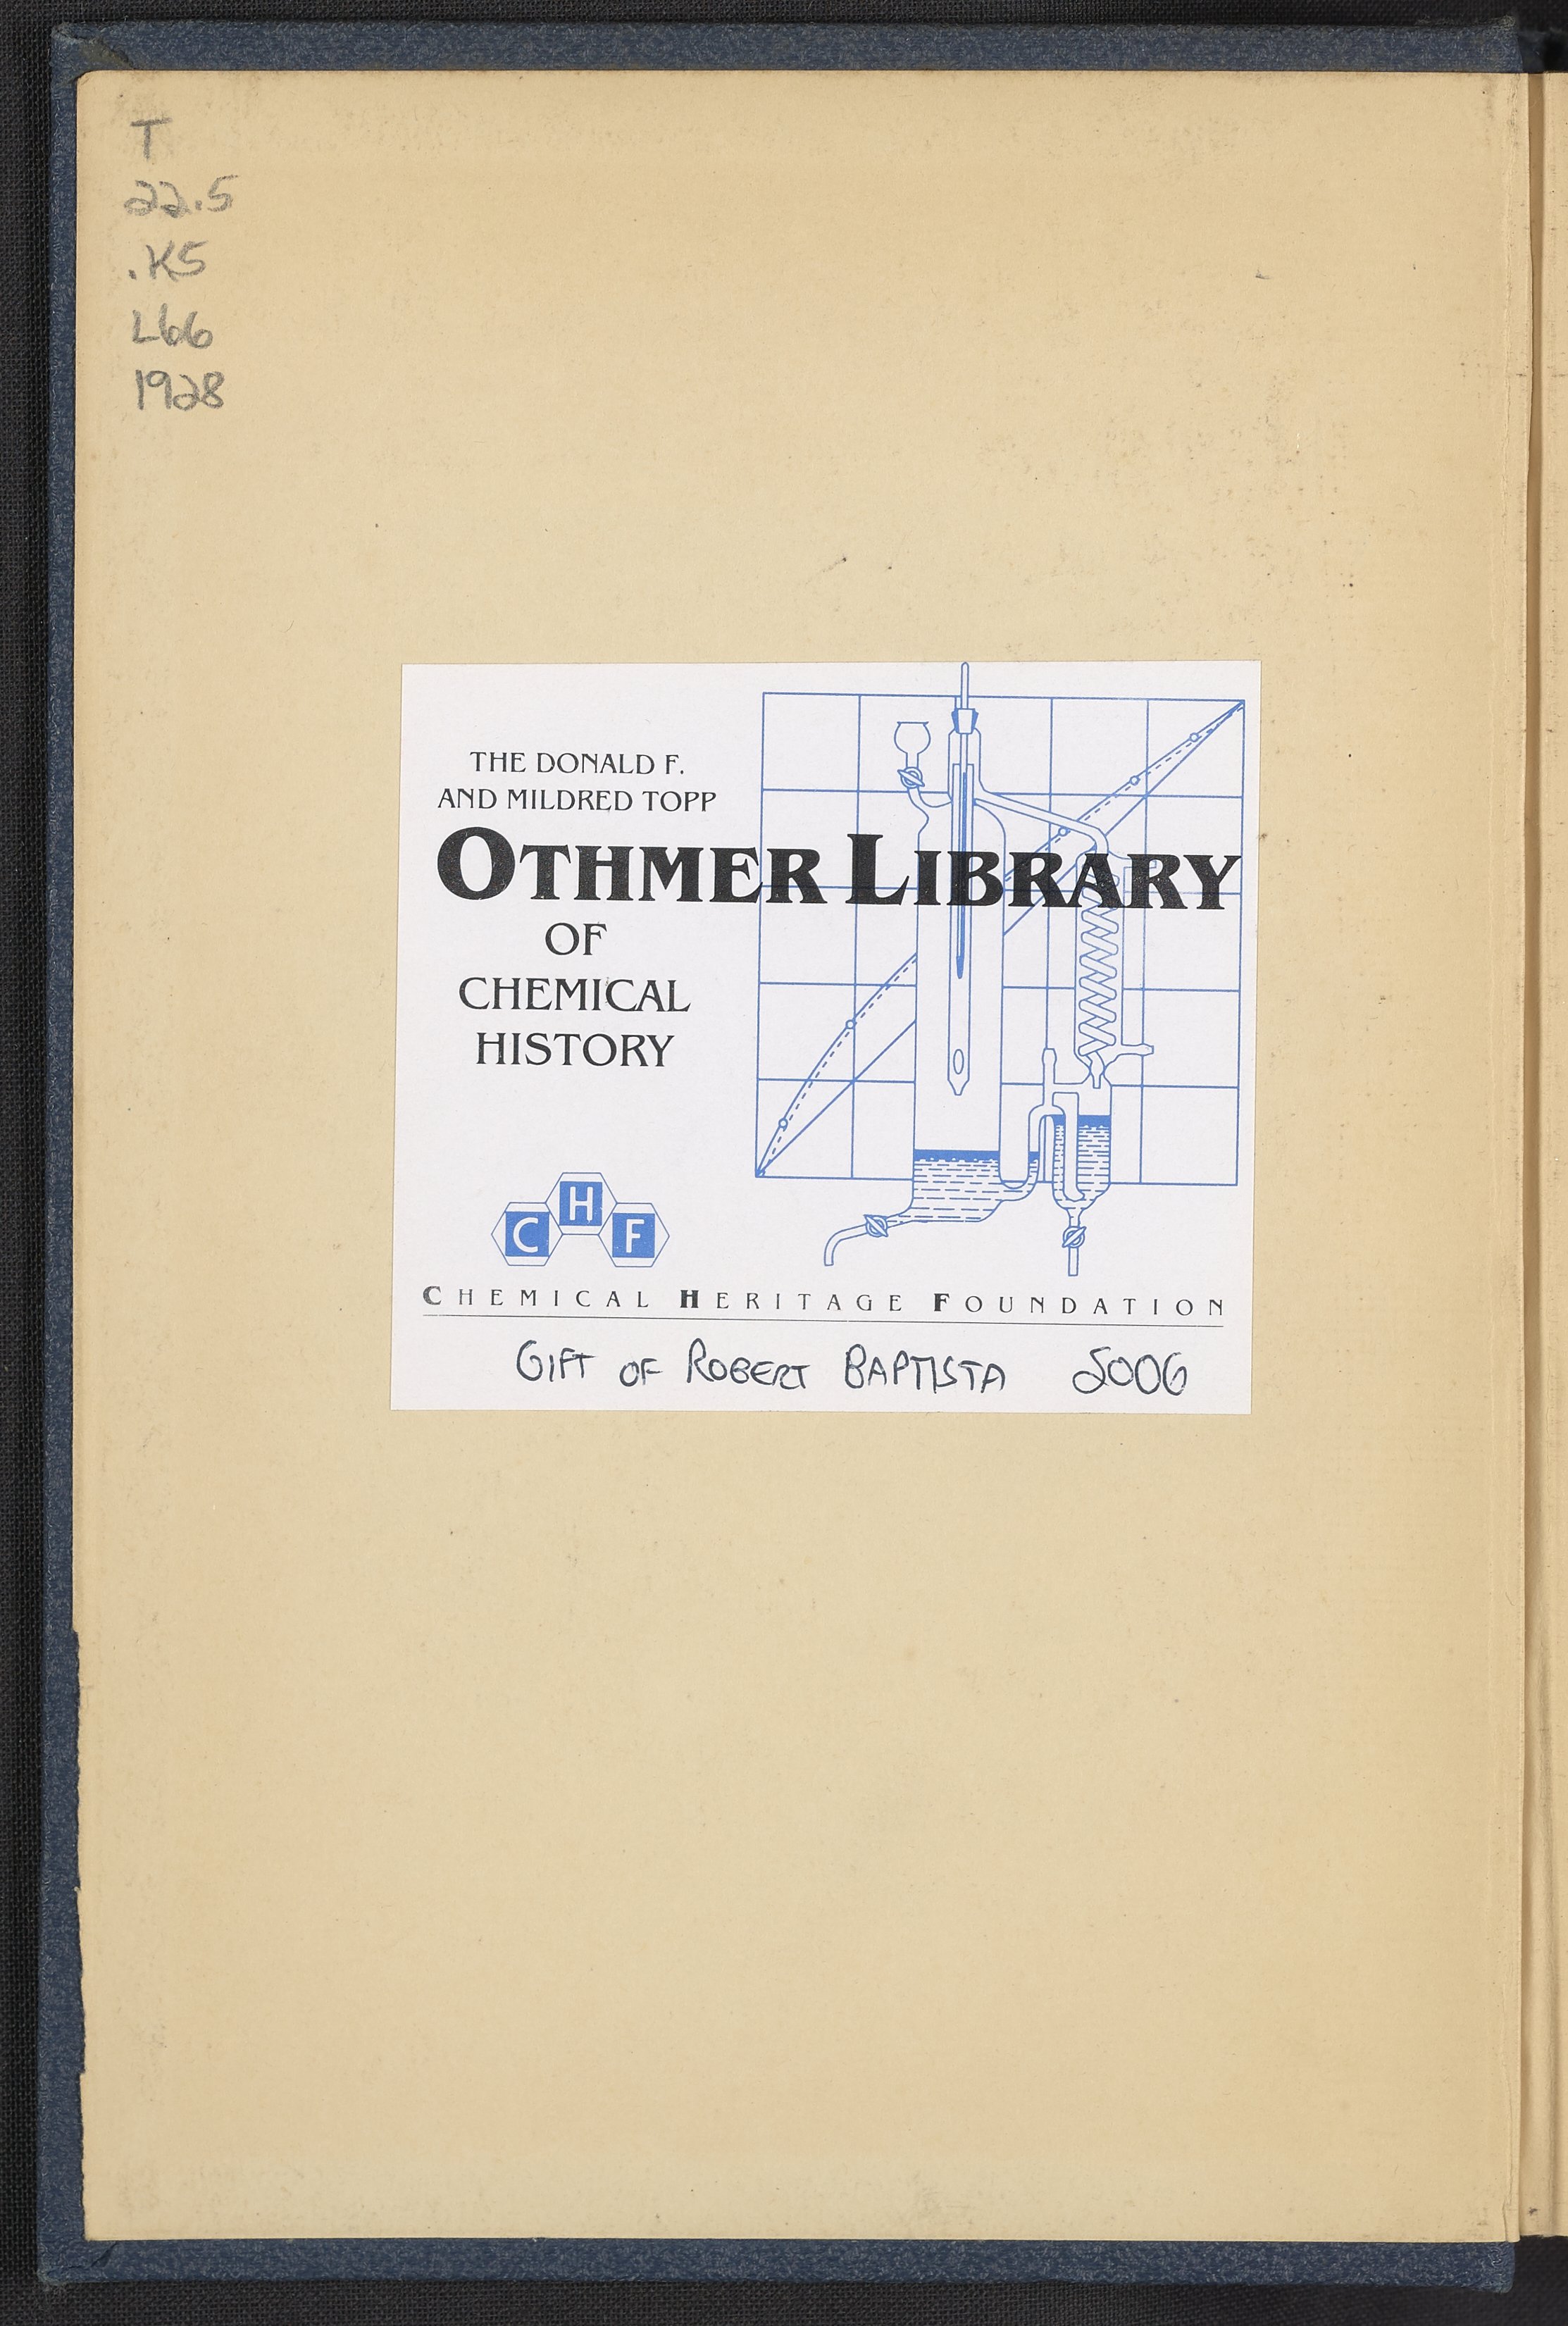 T
22.5
.K5
L66
1928
THE DONALD F.
AND MILDRED TOPP
OTHMER LIBRARY
OF
CHEMICAL
HISTORY
C H F
CHEMICAL HERITAGE FOUNDATION
GIFT OF ROBERT BAPTISTA 2006